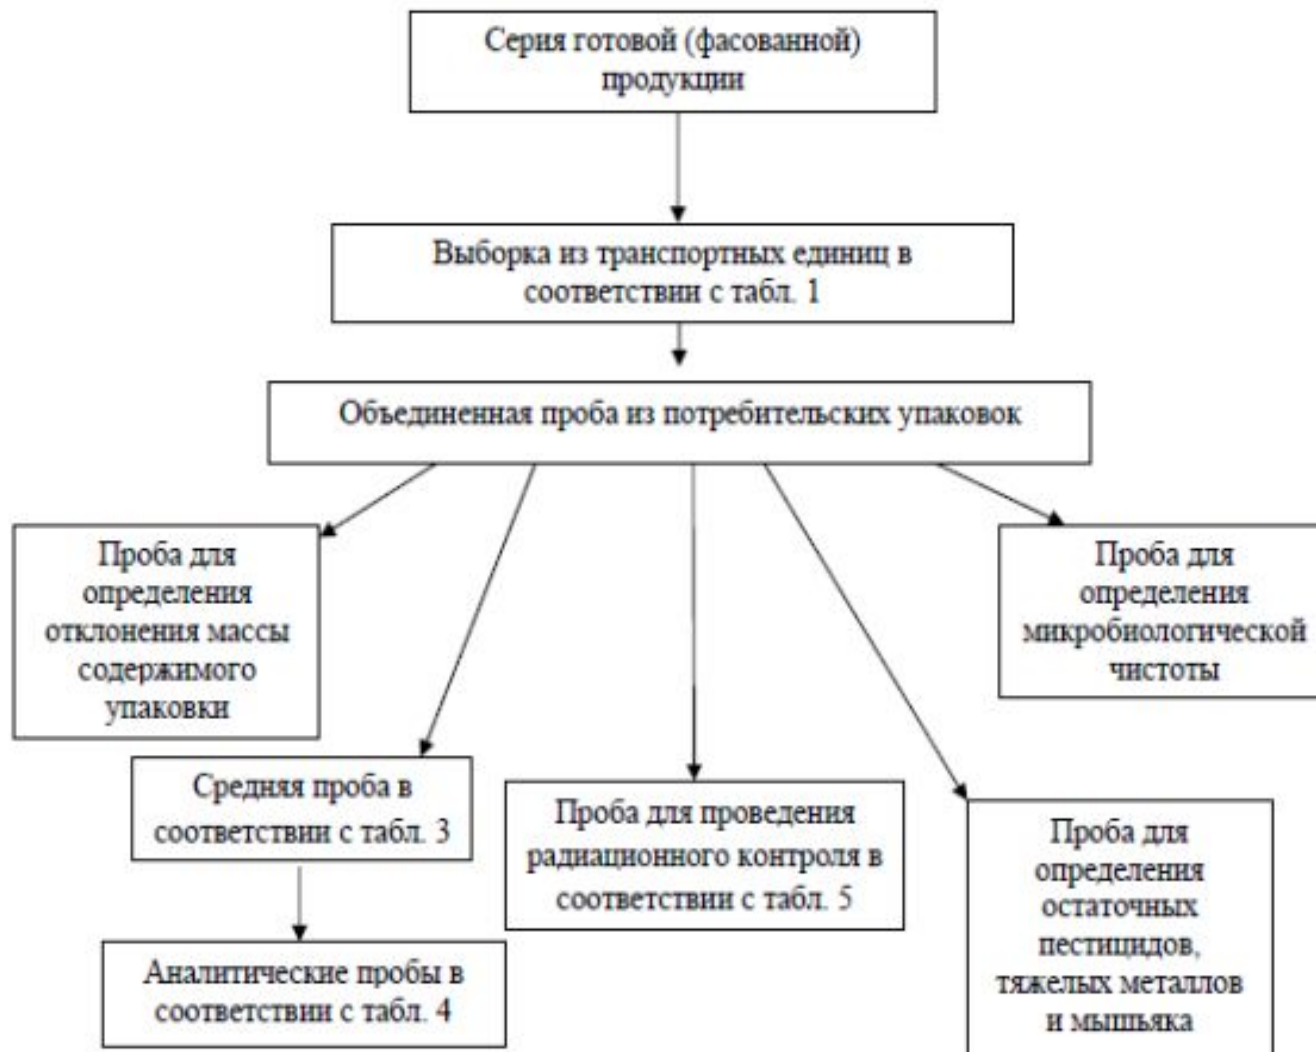 Серия готовой (фасованной)
продукции
Выборка из транспортных единиц в
соответствии с табл. 1
Объединенная проба из потребительских упаковок
Проба для
определения
отклонения массы
содержимого
упаковки
Проба для
определения
микробиологической
чистоты
Средняя проба в
соответствии с табл. 3
Проба для проведения
радиационного контроля в
соответствии с табл. 5
Проба для
определения
остаточных
пестицидов,
тяжелых металлов
и мышьяка
Аналитические пробы в
соответствии с табл. 4